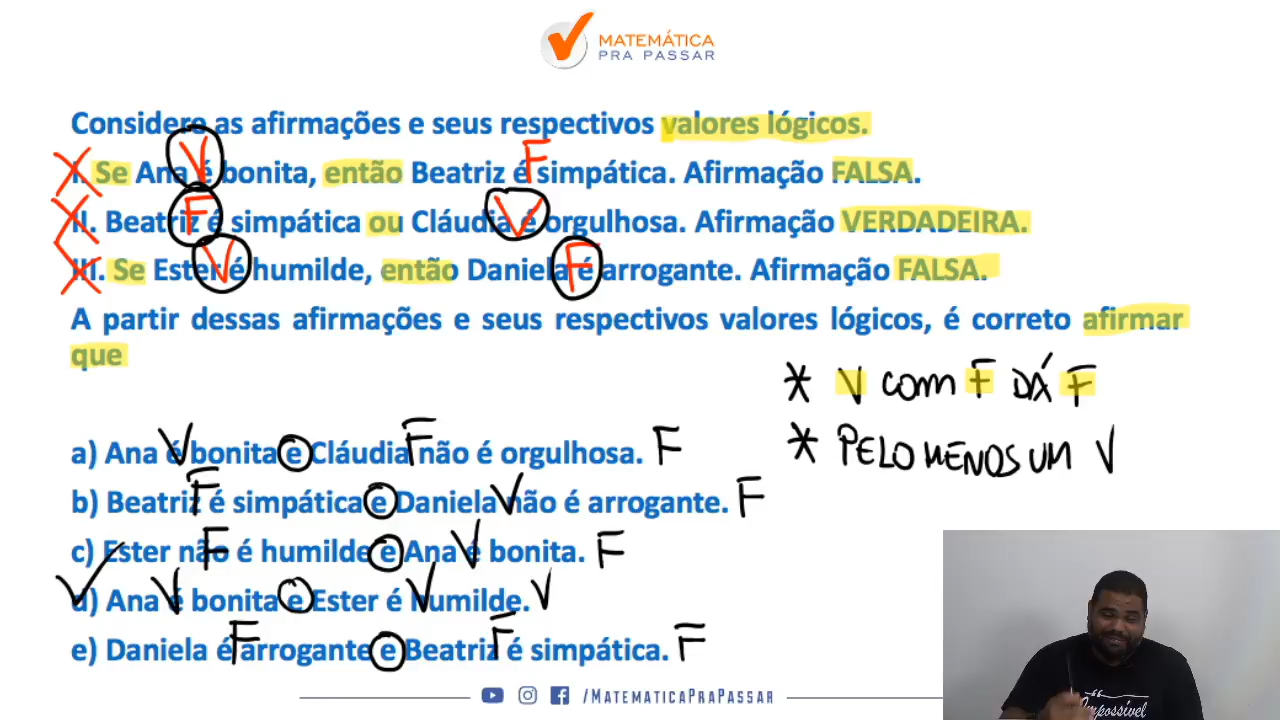 MATEMÁTICA
PRA PASSAR
Considere as afirmações e seus respectivos valores lógicos.
V F
I. Se Ana é bonita, então Beatriz é simpática. Afirmação FALSA.
F V
II. Beatriz é simpática ou Cláudia é orgulhosa. Afirmação VERDADEIRA.
V F
III. Se Ester é humilde, então Daniela é arrogante. Afirmação FALSA.
A partir dessas afirmações e seus respectivos valores lógicos, é correto afirmar
que
* V com F DÁ F
* PELO MENOS UM V
V F
a) Ana é bonita e Cláudia não é orgulhosa. F
F V
b) Beatriz é simpática e Daniela não é arrogante. F
F V
c) Ester não é humilde e Ana é bonita. F
V V
d) Ana é bonita e Ester é humilde. V
F F
e) Daniela é arrogante e Beatriz é simpática. F
/MATEMATICAPRAPASSAR
“
Impossível